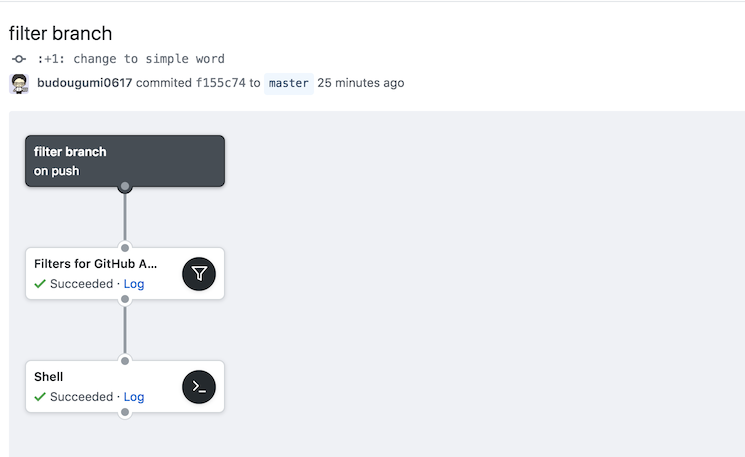 filter branch
:+1: change to simple word
budougumi0617 commited f155c74 to master 25 minutes ago
filter branch
on push
Filters for GitHub A...
Succeeded · Log
Shell
Succeeded · Log